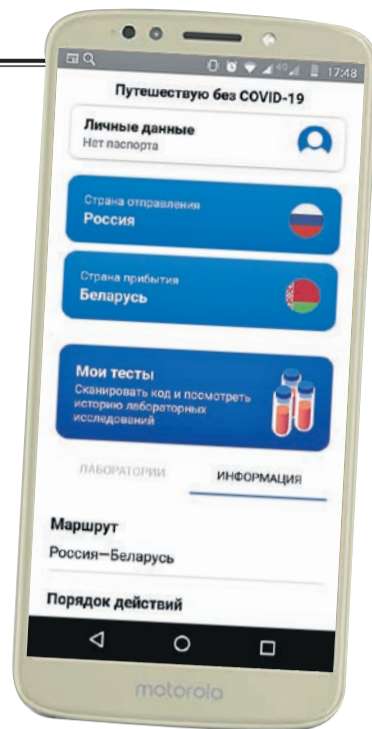 17:48
Путешествую без COVID-19
Личные данные
Нет паспорта
Страна отправления
Россия
Страна прибытия
Беларусь
Мои тесты
Сканировать код и посмотреть
историю лабораторных
исследований
ЛАБОРАТОРИИ ИНФОРМАЦИЯ
Маршрут
Россия—Беларусь
Порядок действий
motorola